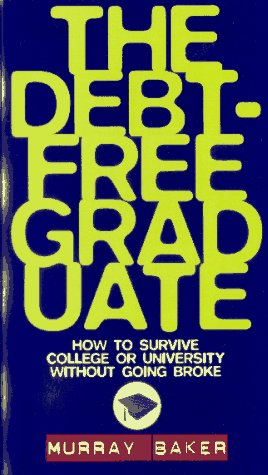 THE
DEBT-
FREE
GRAD
UATE
HOW TO SURVIVE
COLLEGE OR UNIVERSITY
WITHOUT GOING BROKE
MURRAY BAKER